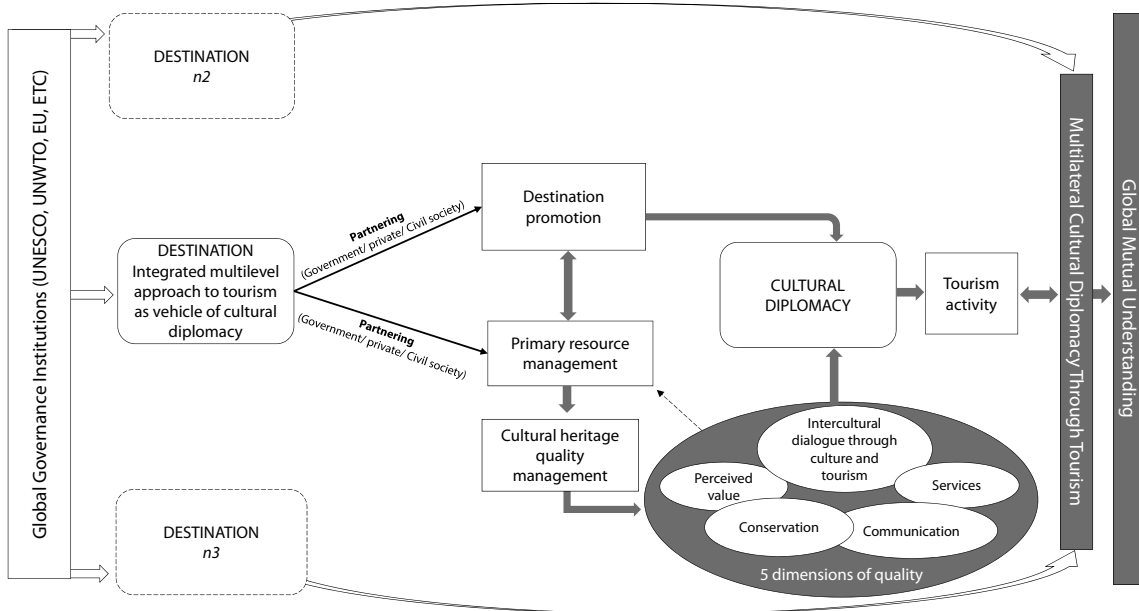 Global Governance Institutions (UNESCO, UNWTO, EU, ETC)
DESTINATION
n2
DESTINATION
Integrated multilevel
approach to tourism
as vehicle of cultural
diplomacy
DESTINATION
n3
Partnering
(Government/ private/ Civil society)
Partnering
(Government/ private/ Civil society)
Destination
promotion
Primary resource
management
Cultural heritage
quality
management
CULTURAL
DIPLOMACY
Tourism
activity
Intercultural
dialogue through
culture and
tourism
Perceived
value
Services
Conservation
Communication
5 dimensions of quality
Multilateral Cultural Diplomacy Through Tourism
Global Mutual Understanding